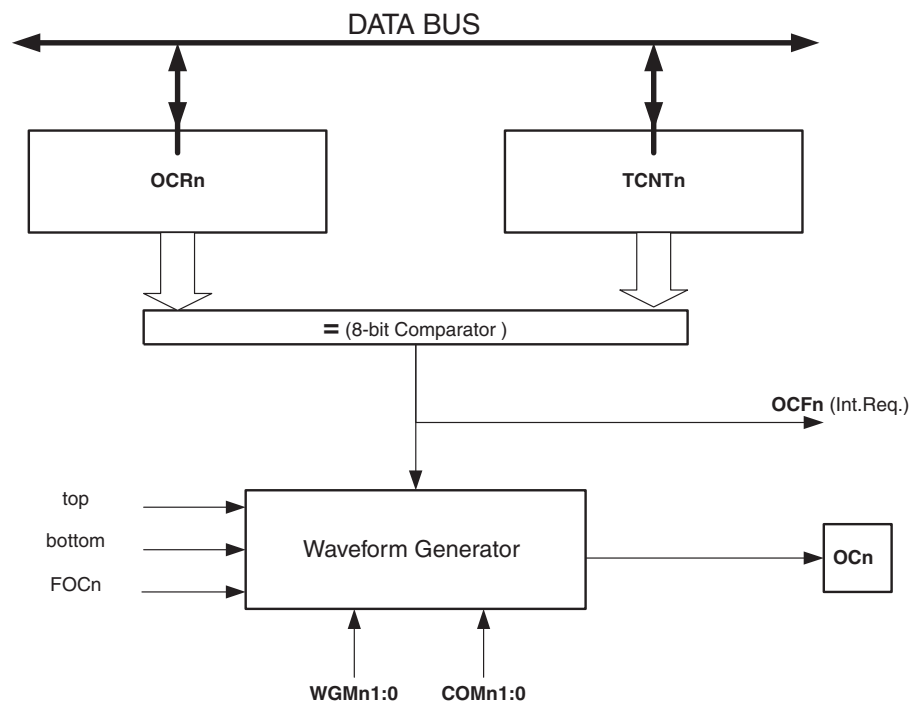 DATA BUS
OCRn
TCNTn
= (8-bit Comparator )
OCFn (Int.Req.)
top
bottom
FOCn
Waveform Generator
OCn
WGMn1:0
COMn1:0